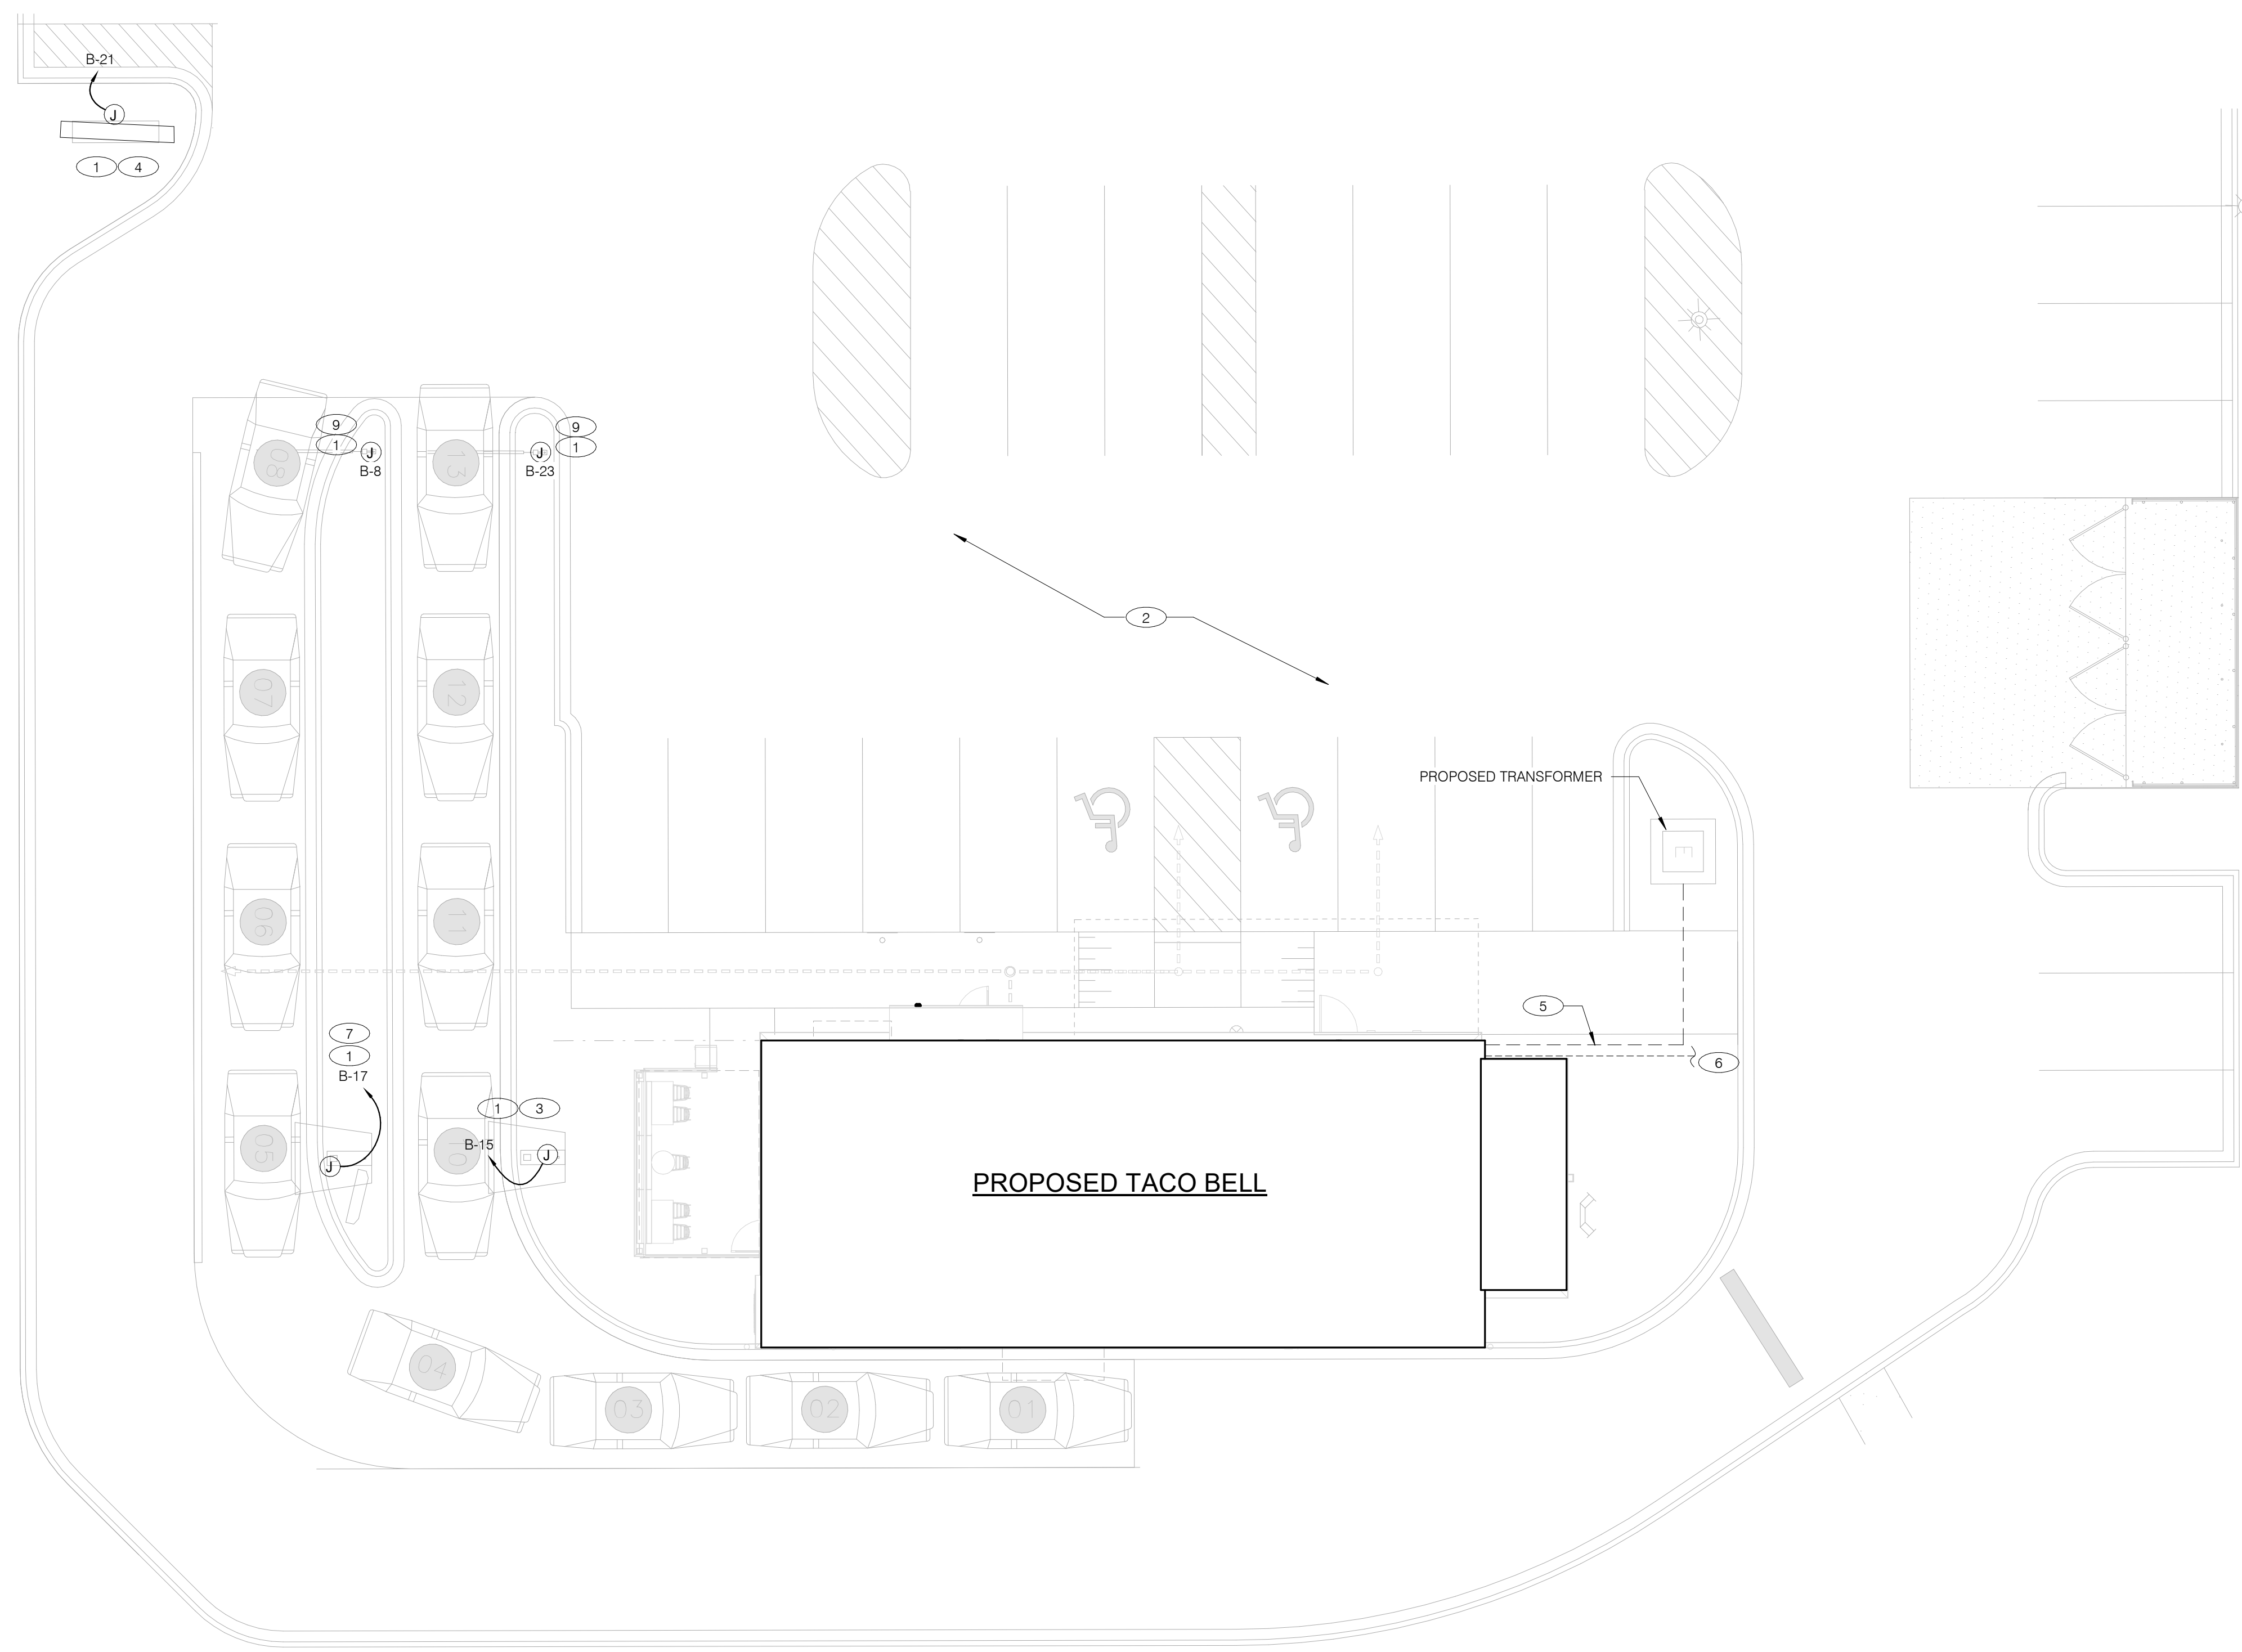 B-21
J
1 4
9
1
J
B-8
08
13
9
1
J
B-23
2
07
12
PROPOSED TRANSFORMER
E
06
11
5
6
7
1
B-17
J
05
1 3
B-15
J
10
PROPOSED TACO BELL
04
03
02
01